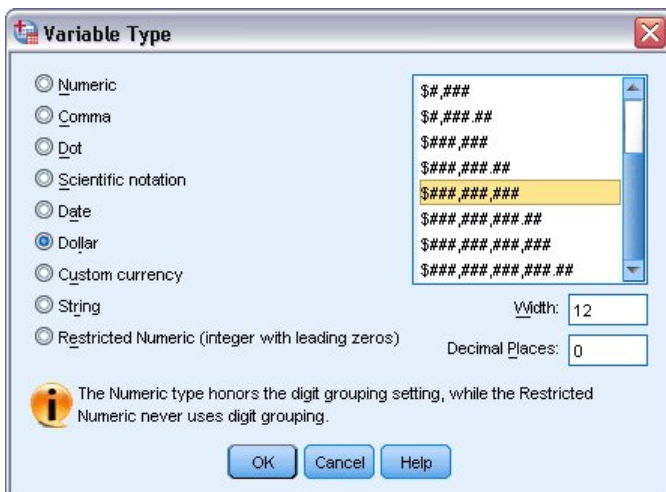 Variable Type
Numeric
Comma
Dot
Scientific notation
Date
Dollar
Custom currency
String
Restricted Numeric (integer with leading zeros)
$#,###
$#,###.##
$###,###
$###,###.##
$###,###,###
$###,###,###.##
$###,###,###,###
$###,###,###,###.##
Width: 12
Decimal Places: 0
The Numeric type honors the digit grouping setting, while the Restricted
Numeric never uses digit grouping.
OK Cancel Help